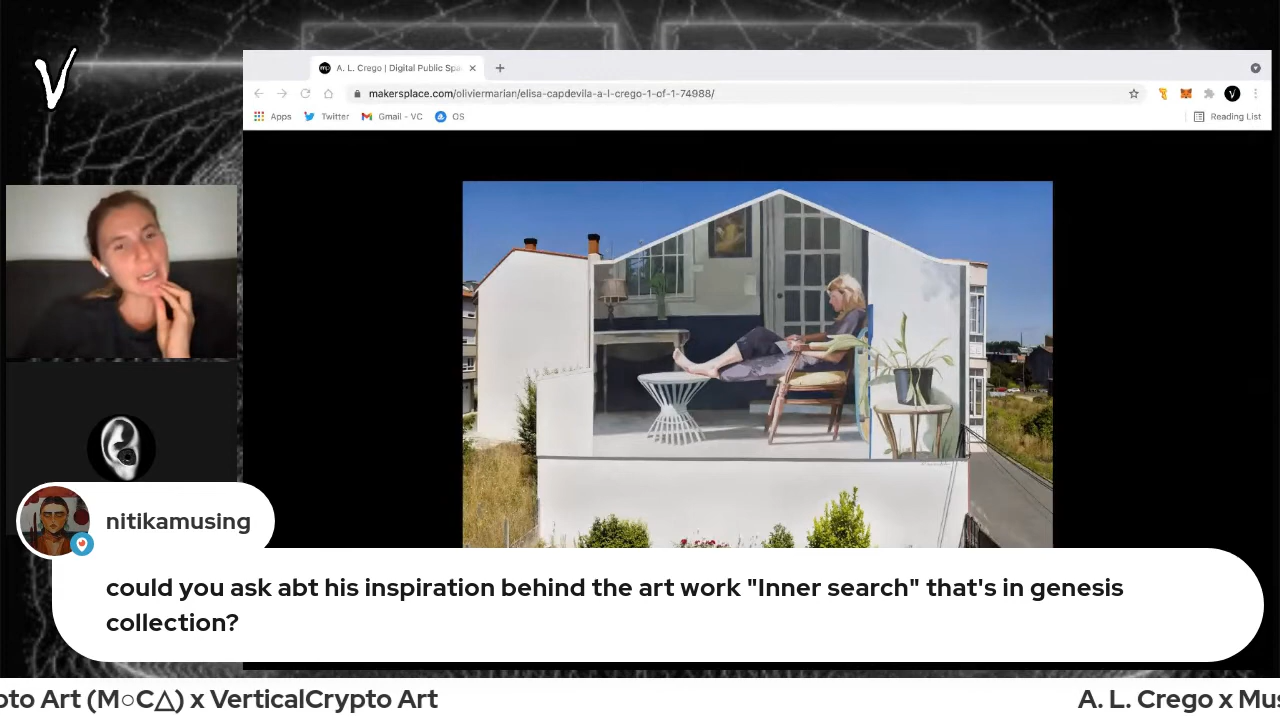 V
A. L. Crego | Digital Public Spa
makersplace.com/oliviermarian/elisa-capdevila-a-l-crego-1-of-1-74988/
Apps Twitter Gmail - VC OS Reading List
nitikamusing
could you ask abt his inspiration behind the art work "Inner search" that's in genesis
collection?
pto Art (M○C△) x VerticalCrypto Art A. L. Crego x Mus